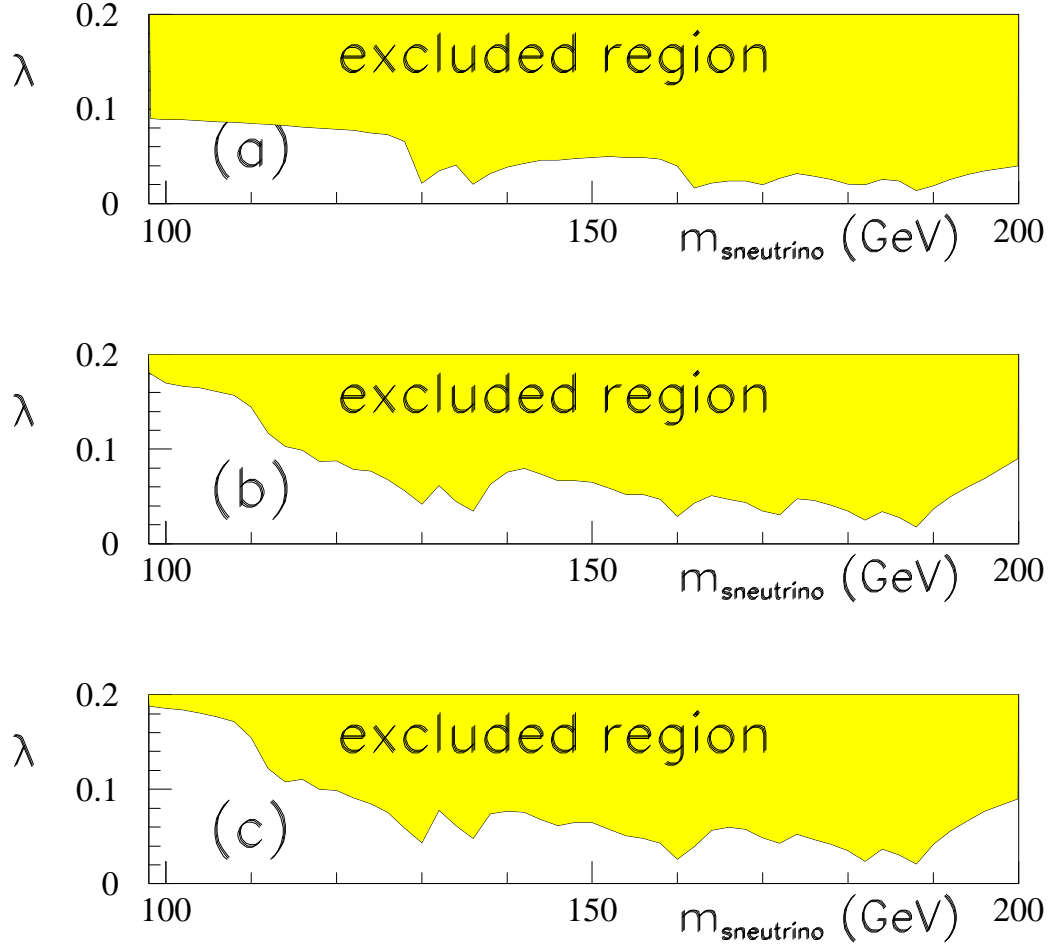 0.2
excluded region
λ
0.1
(a)
0
100 150 m_sneutrino (GeV) 200
0.2
excluded region
λ
0.1
(b)
0
100 150 m_sneutrino (GeV) 200
0.2
excluded region
λ
0.1
(c)
0
100 150 m_sneutrino (GeV) 200